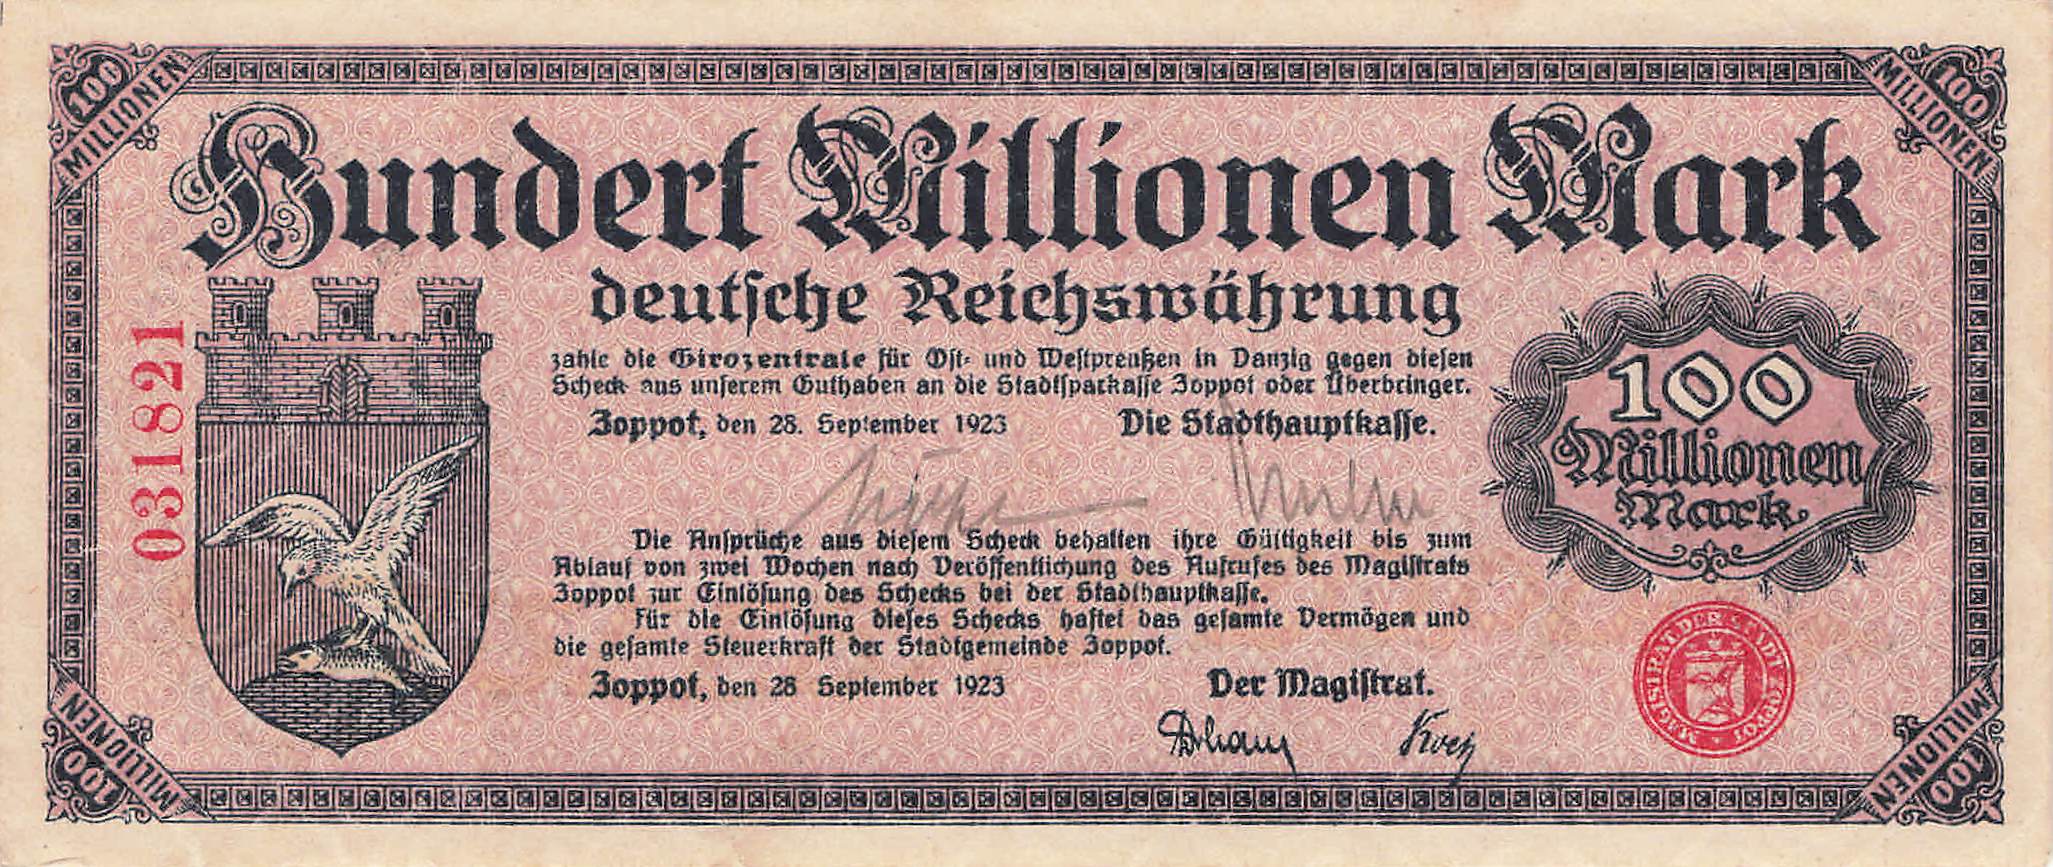 100
MILLIONEN
100
MILLIONEN
Hundert Millionen Mark
deutsche Reichswährung
zahle die Girozentrale für Ost- und Westpreußen in Danzig gegen diesen
Scheck aus unserem Guthaben an die Stadtsparkasse Zoppot oder Überbringer.
Zoppot, den 28. September 1923 Die Stadthauptkasse.
031821
100
Millionen
Mark
Die Ansprüche aus diesem Scheck behalten ihre Gültigkeit bis zum
Ablauf von zwei Wochen nach Veröffentlichung des Aufrufes des Magistrats
Zoppot zur Einlösung des Schecks bei der Stadthauptkasse.
Für die Einlösung dieses Schecks haftet das gesamte Vermögen und
die gesamte Steuerkraft der Stadtgemeinde Zoppot.
Zoppot, den 28 September 1923 Der Magistrat.
MAGISTRAT DER STADT ZOPPOT
MILLIONEN
100
MILLIONEN
100